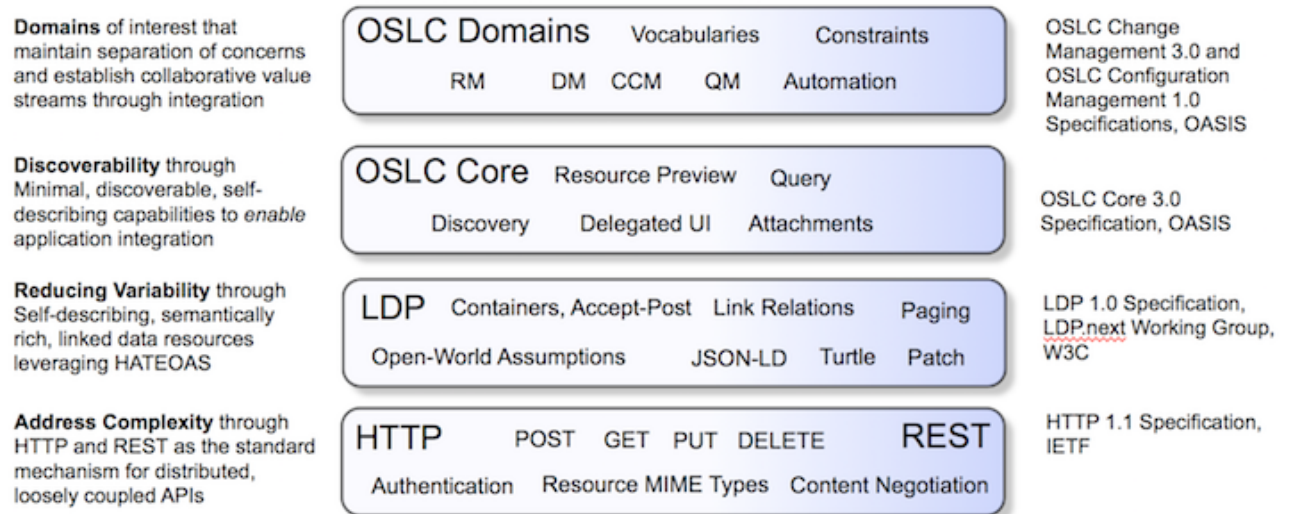 Domains of interest that
maintain separation of concerns
and establish collaborative value
streams through integration
OSLC Domains Vocabularies Constraints
RM DM CCM QM Automation
OSLC Change
Management 3.0 and
OSLC Configuration
Management 1.0
Specifications, OASIS
Discoverability through
Minimal, discoverable, self-
describing capabilities to enable
application integration
OSLC Core Resource Preview Query
Discovery Delegated UI Attachments
OSLC Core 3.0
Specification, OASIS
Reducing Variability through
Self-describing, semantically
rich, linked data resources
leveraging HATEOAS
LDP Containers, Accept-Post Link Relations Paging
Open-World Assumptions JSON-LD Turtle Patch
LDP 1.0 Specification,
LDP.next Working Group,
W3C
Address Complexity through
HTTP and REST as the standard
mechanism for distributed,
loosely coupled APIs
HTTP POST GET PUT DELETE REST
Authentication Resource MIME Types Content Negotiation
HTTP 1.1 Specification,
IETF